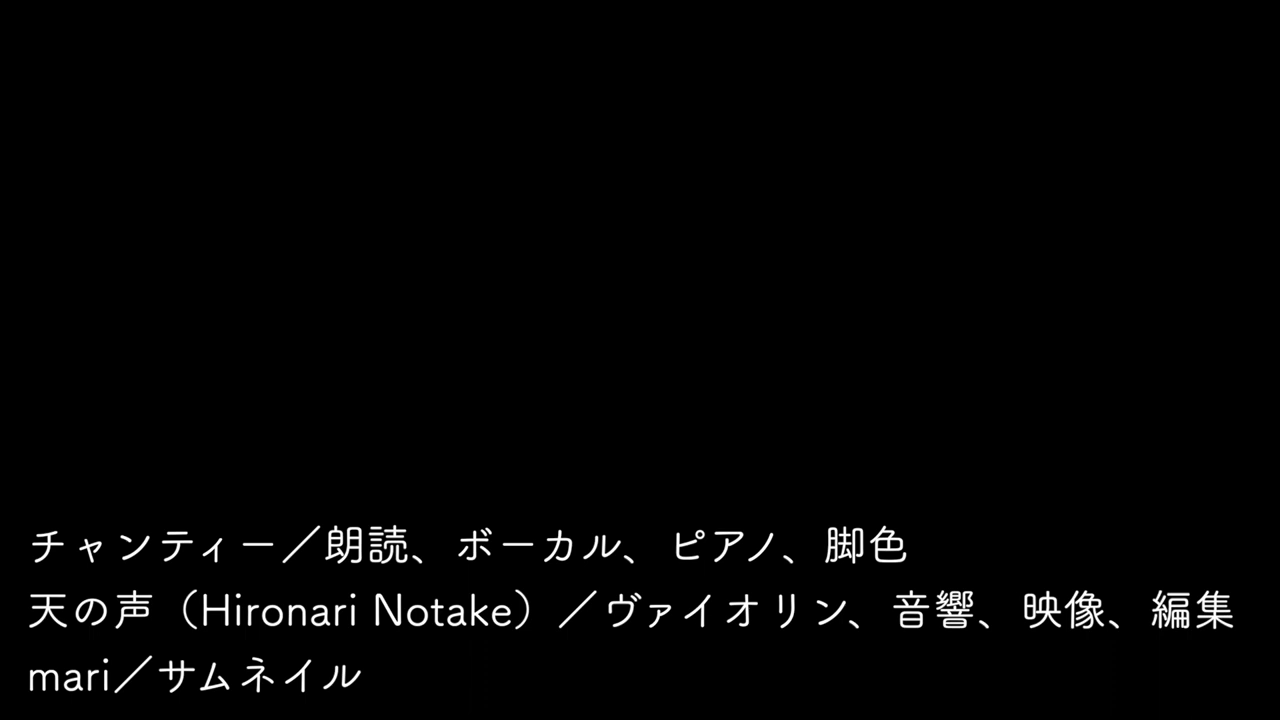 チャンティー／朗読、ボーカル、ピアノ、脚色
天の声（Hironari Notake）／ヴァイオリン、音響、映像、編集
mari／サムネイル